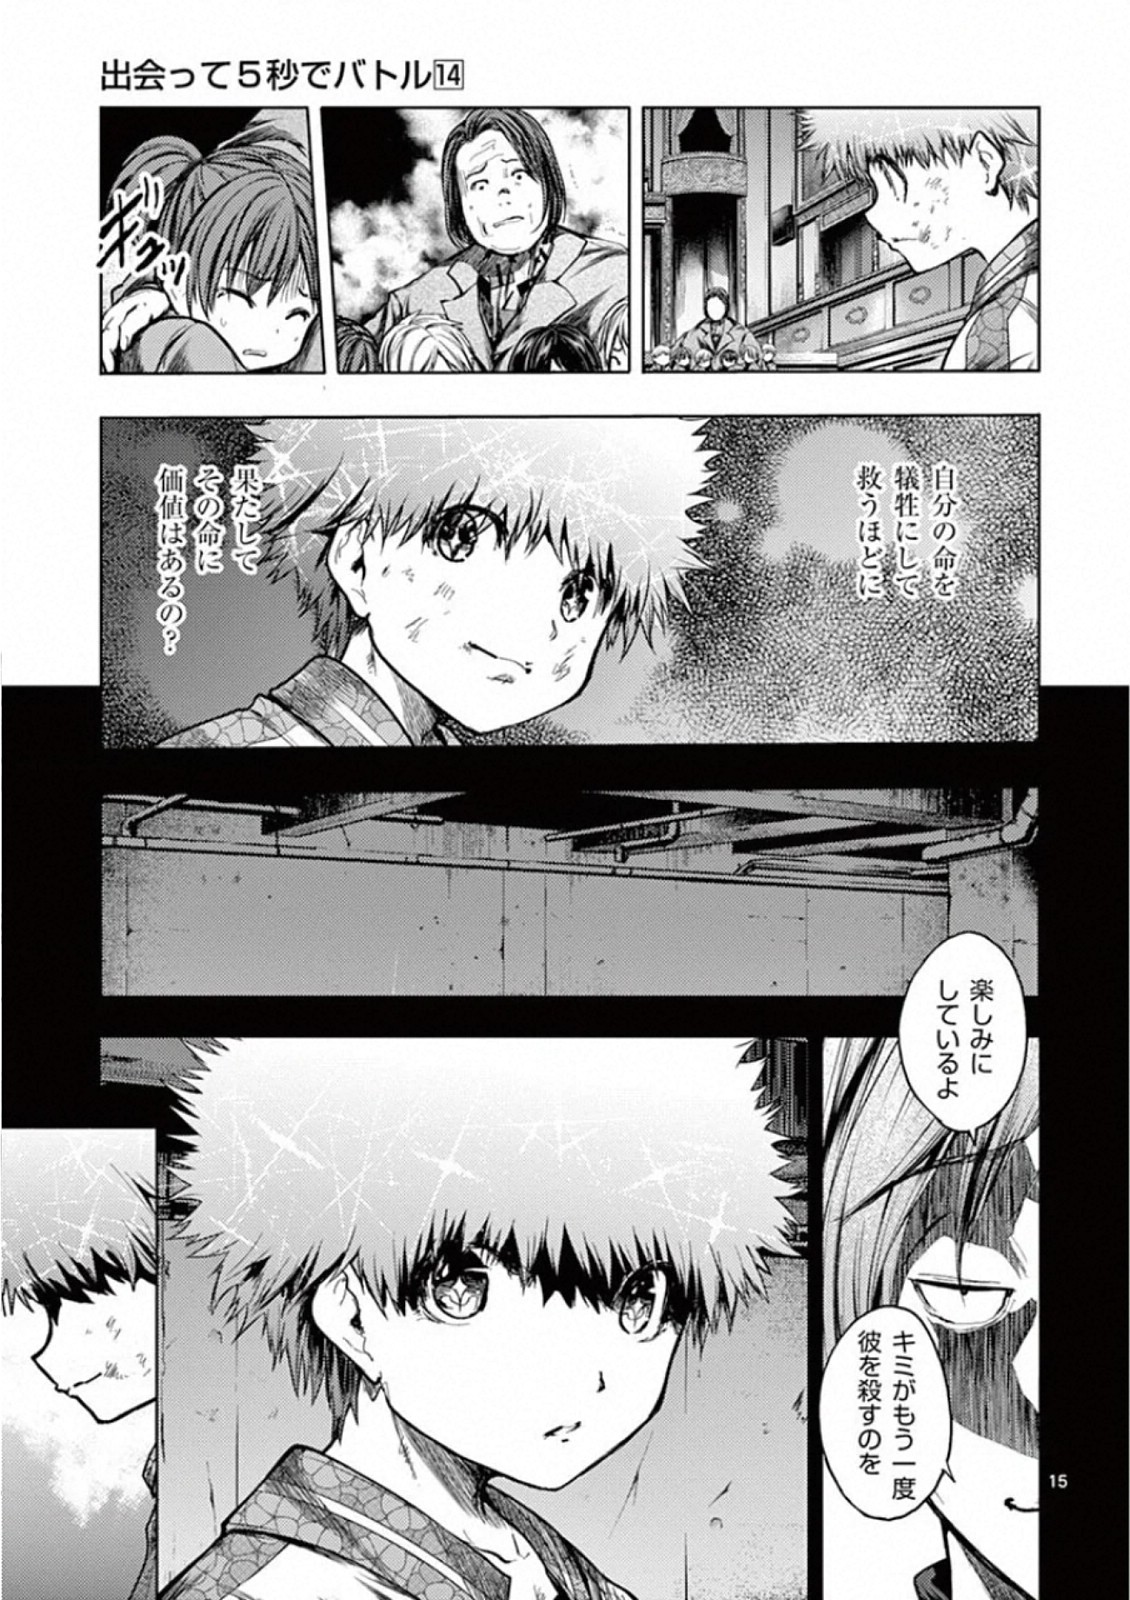 出会って５秒でバトル14
ギュッ
自分の命を
犠牲にして
救うほどに
果たして
その命に
価値はあるの？
楽しみに
しているよ
キミがもう一度
彼を殺すのを
15